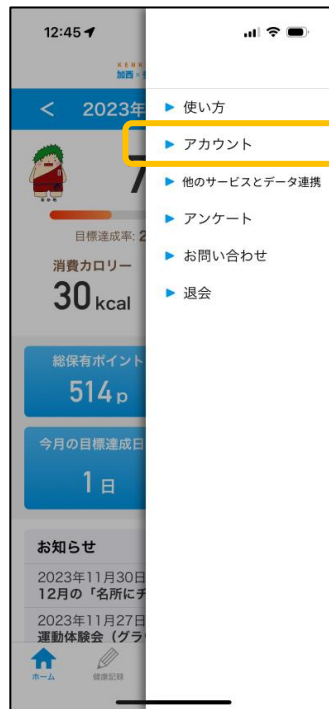 12:45
KENK
加西×
< 2023年
7
目標達成率: 2
消費カロリー
30 kcal
総保有ポイント
514 p
今月の目標達成日
1 日
お知らせ
2023年11月30日
12月の「名所にチ
2023年11月27日
運動体験会（グラ
ホーム
健康記録
使い方
アカウント
他のサービスとデータ連携
アンケート
お問い合わせ
退会